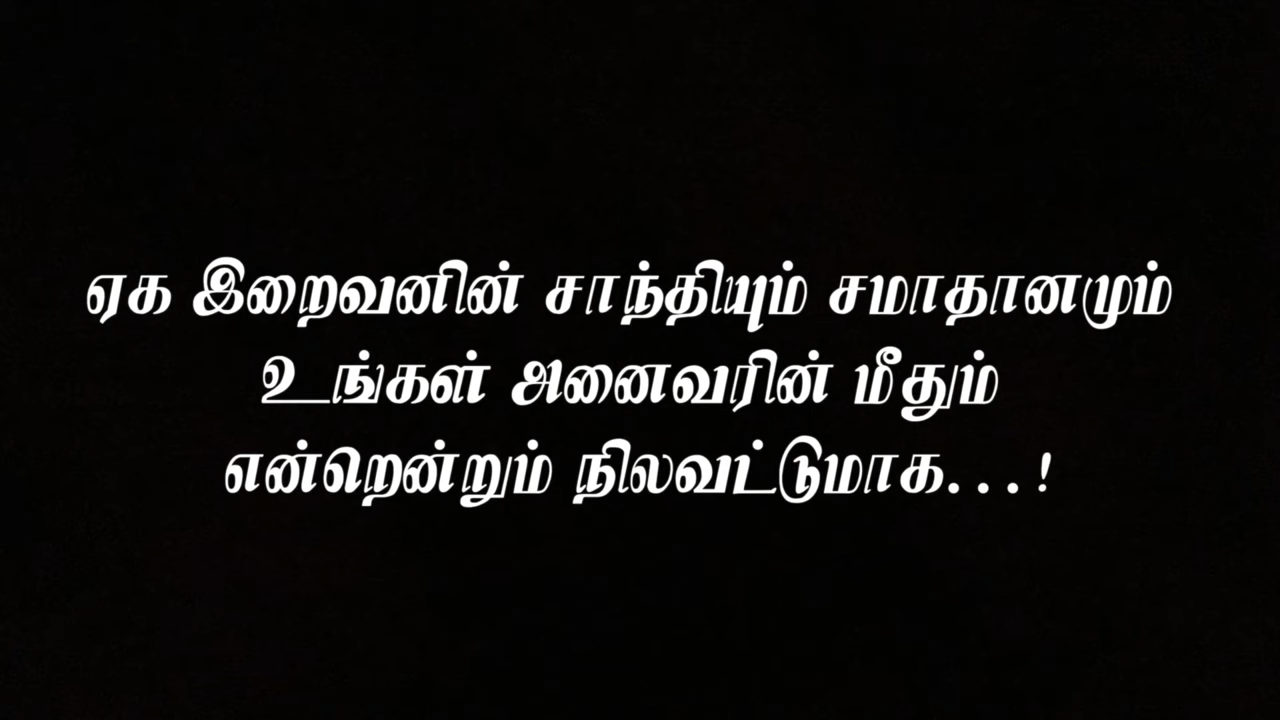 ஏக இறைவனின் சாந்தியும் சமாதானமும்
உங்கள் அனைவரின் மீதும்
என்றென்றும் நிலவட்டுமாக...!